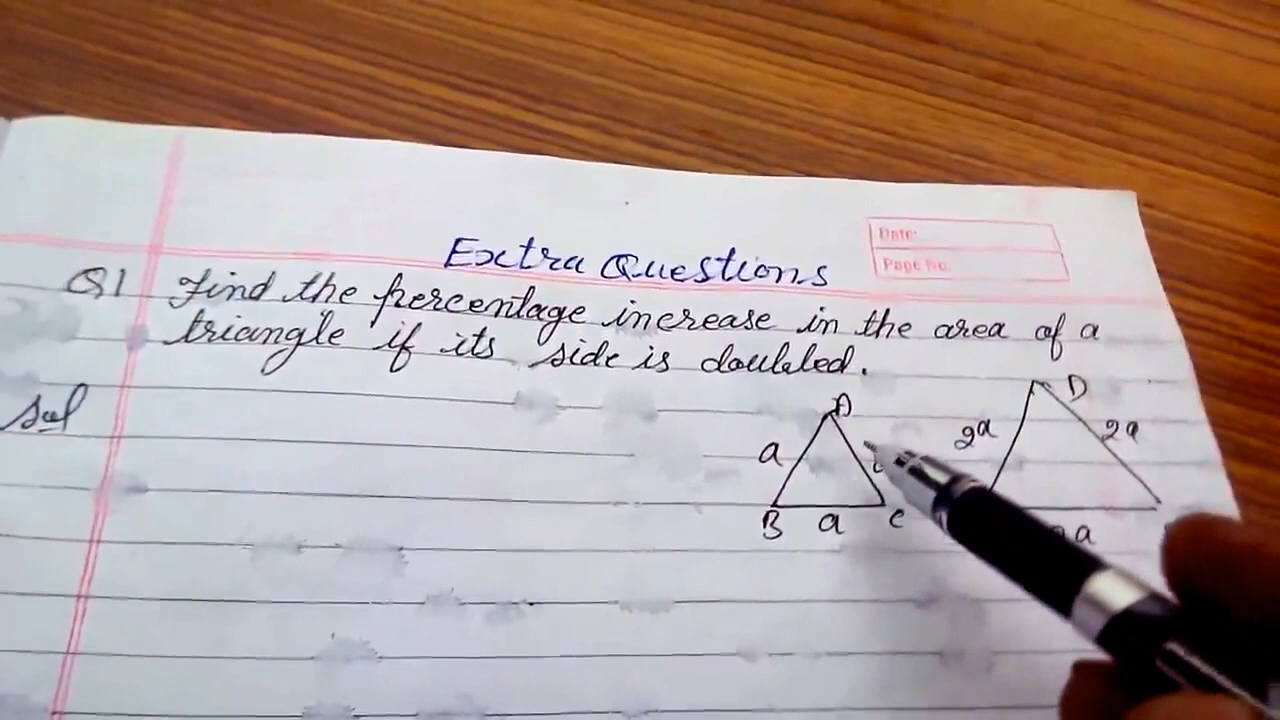 Extra Questions
Date:
Page No.
Q1 Find the percentage increase in the area of a
triangle if its side is doubled.
Sol
A
D
a
2a
2a
B
a
C
a